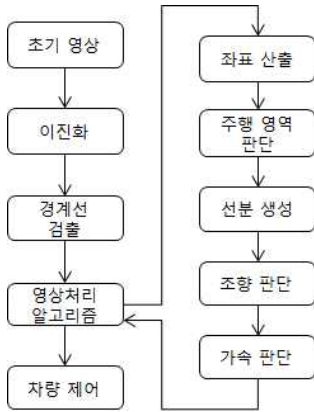 초기 영상
이진화
경계선
검출
영상처리
알고리즘
차량 제어
좌표 산출
주행 영역
판단
선분 생성
조향 판단
가속 판단